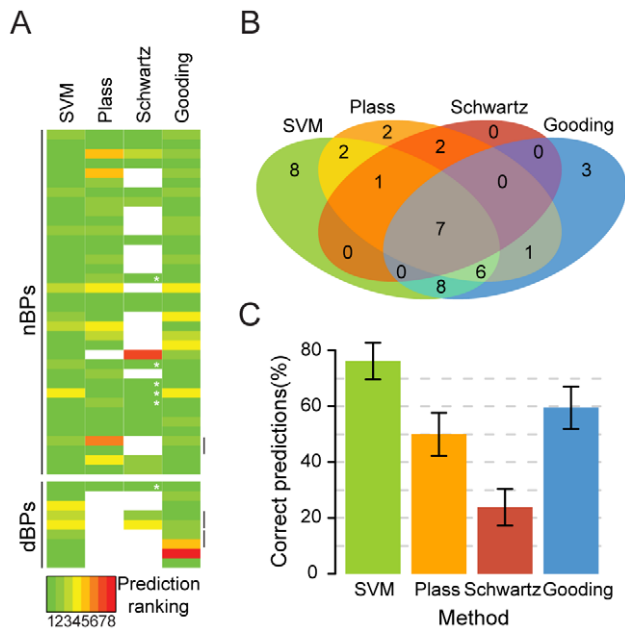 A
SVM
Plass
Schwartz
Gooding
nBPs
*
*
*
*
dBPs
*
Prediction
ranking
12345678
B
SVM
Plass
Schwartz
Gooding
8
2
2
1
2
0
0
0
3
7
0
0
8
6
1
C
Correct predictions(%)
80
60
40
20
0
SVM
Plass
Schwartz
Gooding
Method